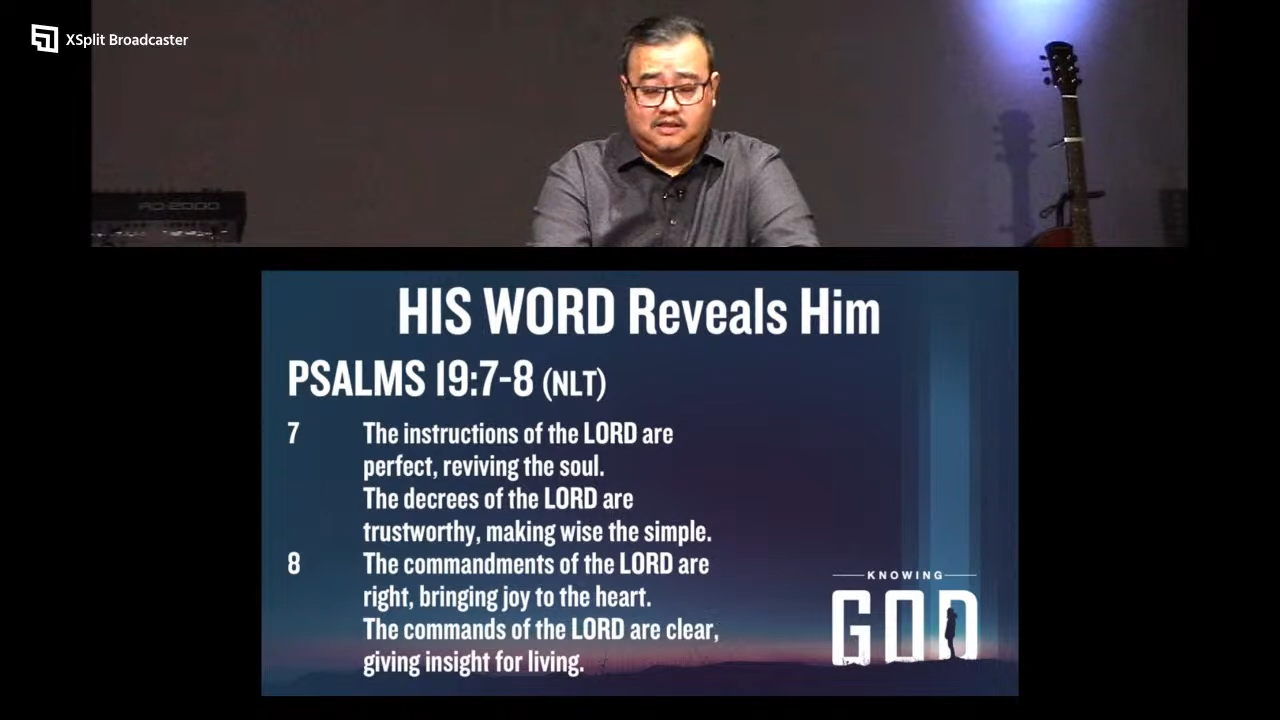 XSplit Broadcaster
RD-2000
HIS WORD Reveals Him
PSALMS 19:7-8 (NLT)
7 The instructions of the LORD are
perfect, reviving the soul.
The decrees of the LORD are
trustworthy, making wise the simple.
8 The commandments of the LORD are
right, bringing joy to the heart.
The commands of the LORD are clear,
giving insight for living.
KNOWING
GOD